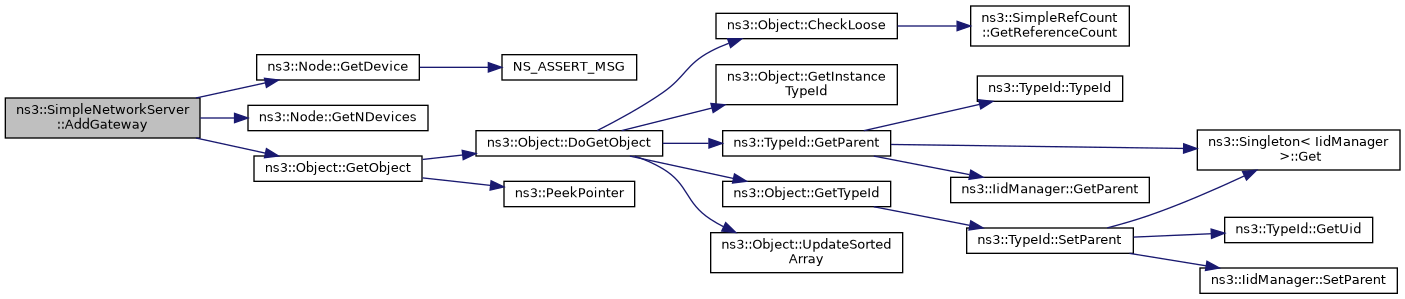 ns3::SimpleNetworkServer
::AddGateway
ns3::Node::GetDevice
NS_ASSERT_MSG
ns3::Node::GetNDevices
ns3::Object::GetObject
ns3::Object::DoGetObject
ns3::PeekPointer
ns3::Object::CheckLoose
ns3::SimpleRefCount
::GetReferenceCount
ns3::Object::GetInstance
TypeId
ns3::TypeId::GetParent
ns3::TypeId::TypeId
ns3::Singleton< IidManager
>::Get
ns3::IidManager::GetParent
ns3::Object::GetTypeId
ns3::TypeId::SetParent
ns3::TypeId::GetUid
ns3::IidManager::SetParent
ns3::Object::UpdateSorted
Array